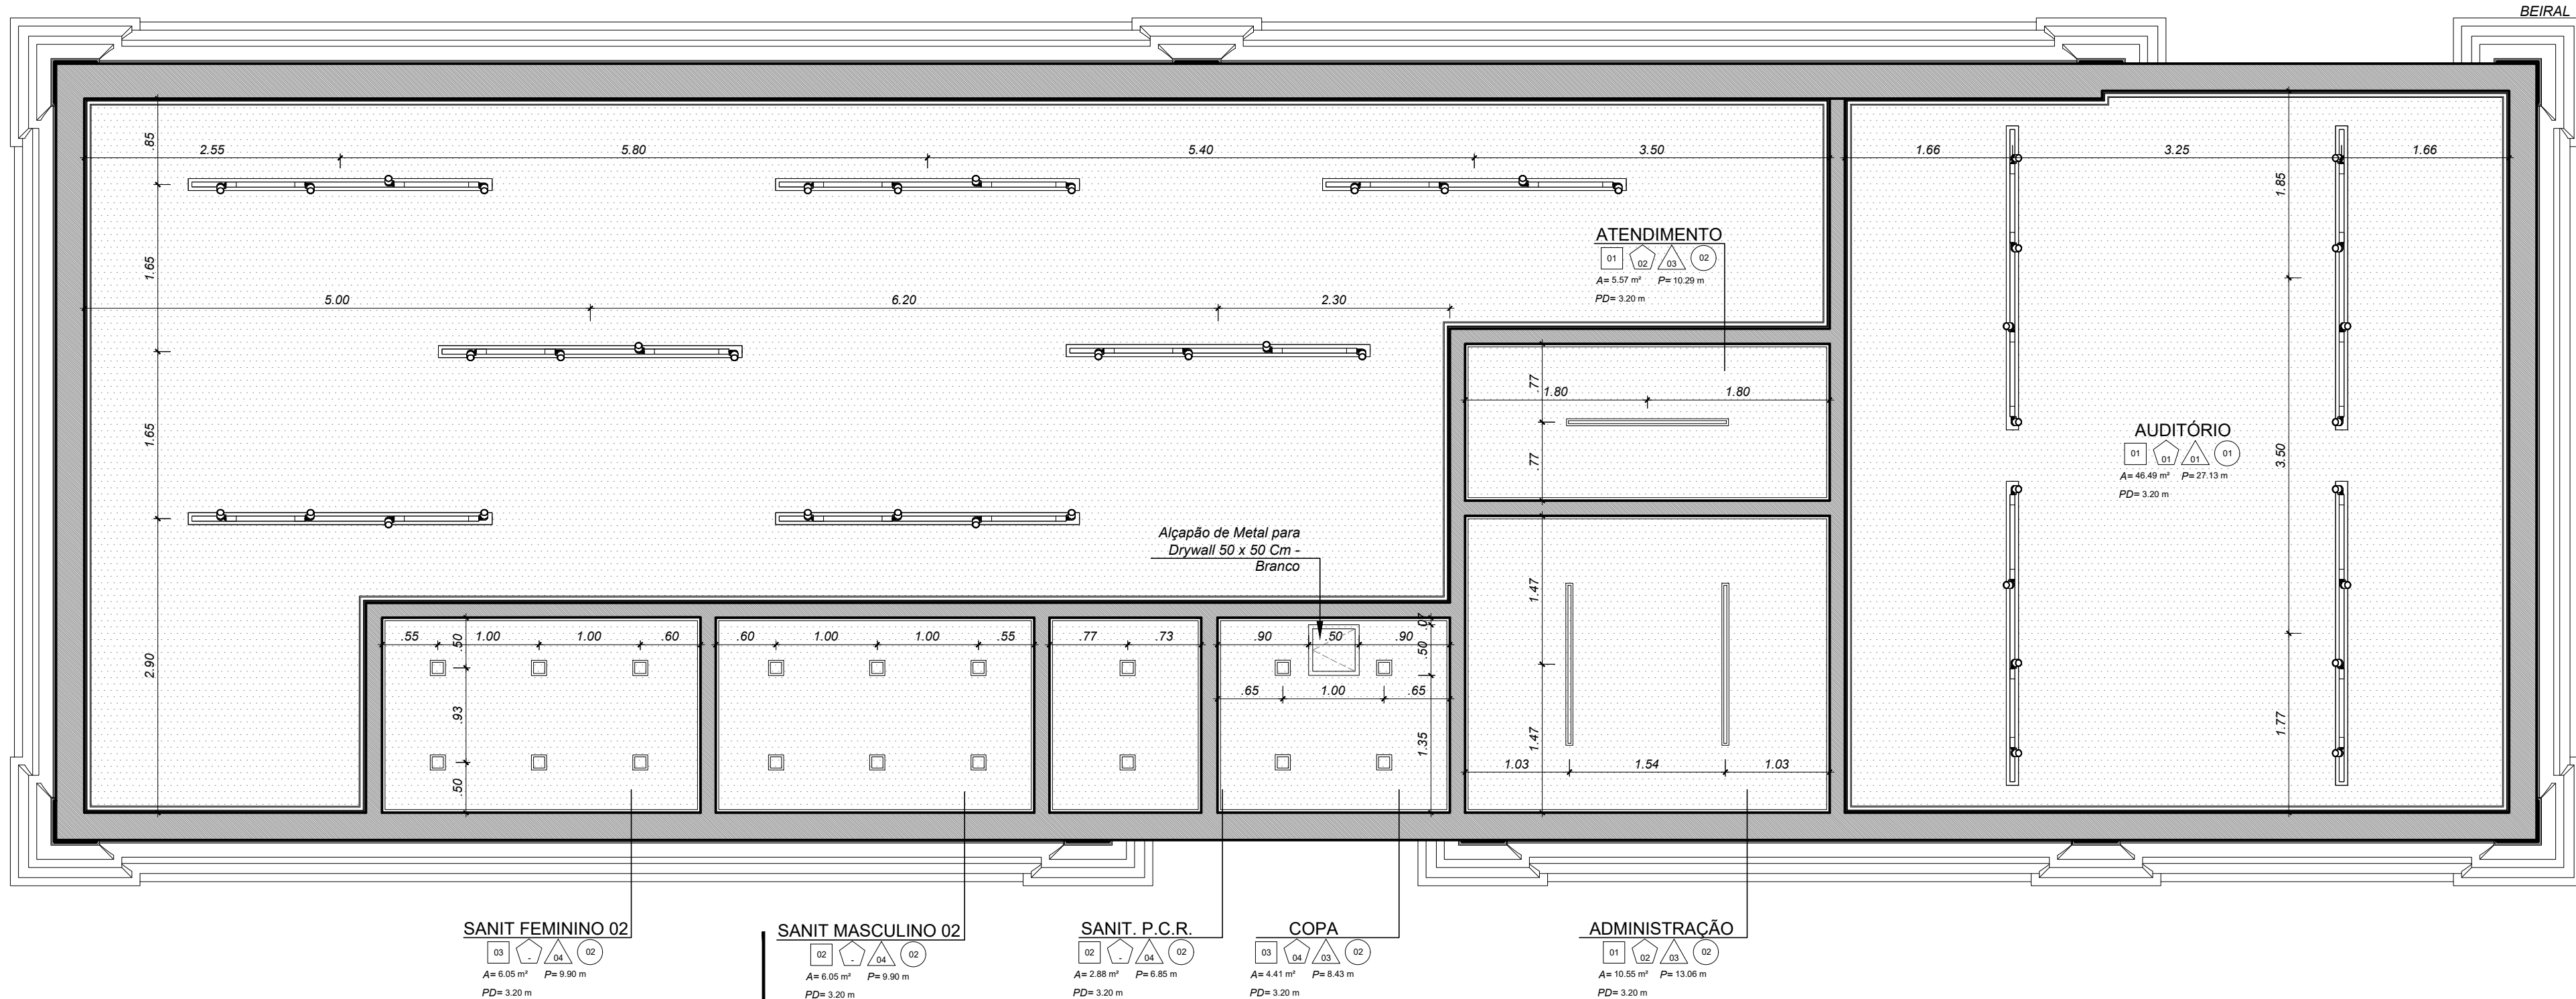 BEIRAL
.85
2.55
5.80
5.40
3.50
1.66
3.25
1.66
1.65
1.85
ATENDIMENTO
01 02 03 02
A= 5.57 m² P= 10.29 m
PD= 3.20 m
5.00
6.20
2.30
.77
1.80
1.80
.77
1.65
AUDITÓRIO
01 01 01 01
A= 46.49 m² P= 27.13 m
PD= 3.20 m
3.50
Alçapão de Metal para
Drywall 50 x 50 Cm -
Branco
1.47
.07
.55
.50
1.00
1.00
.60
.60
1.00
1.00
.55
.77
.73
.90
.50
.90
.50
2.90
.65
1.00
.65
.93
1.35
1.47
1.77
1.03
1.54
1.03
.50
SANIT FEMININO 02
03 - 04 02
A= 6.05 m² P= 9.90 m
PD= 3.20 m
SANIT MASCULINO 02
02 - 04 02
A= 6.05 m² P= 9.90 m
PD= 3.20 m
SANIT. P.C.R.
02 - 04 02
A= 2.88 m² P= 6.85 m
PD= 3.20 m
COPA
03 04 03 02
A= 4.41 m² P= 8.43 m
PD= 3.20 m
ADMINISTRAÇÃO
01 02 03 02
A= 10.55 m² P= 13.06 m
PD= 3.20 m